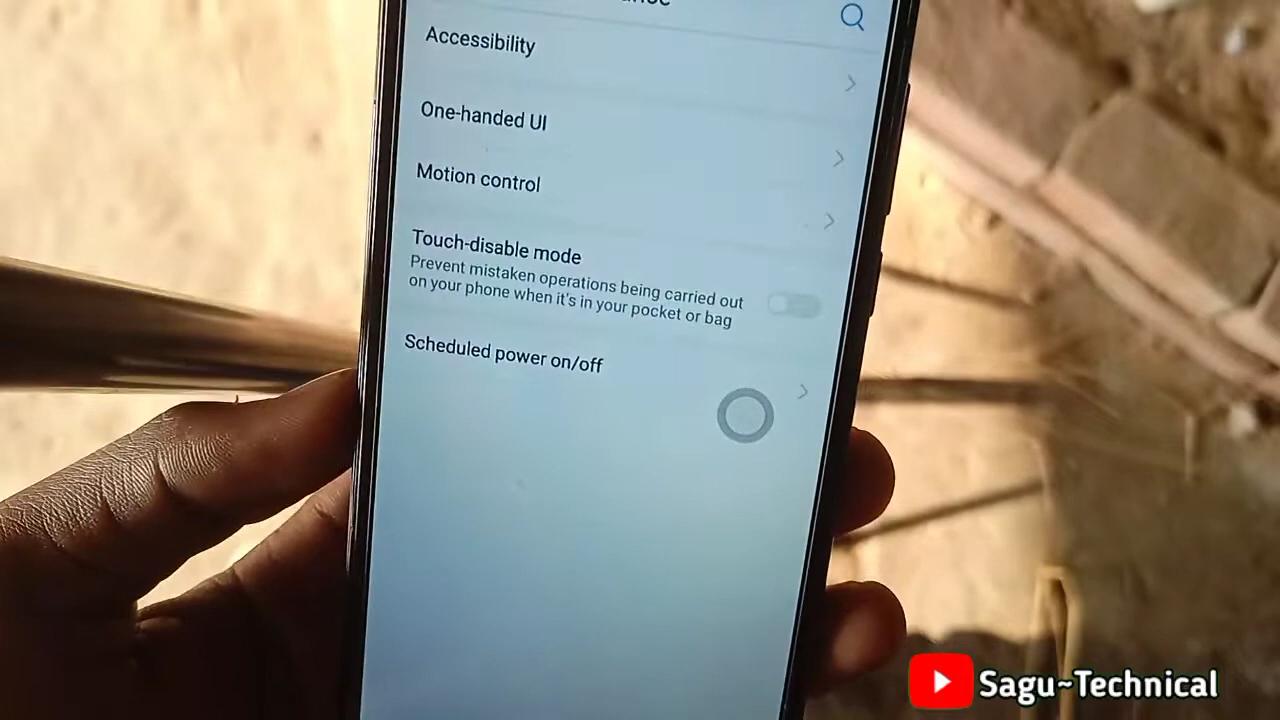 Accessibility
One-handed UI
Motion control
Touch-disable mode
Prevent mistaken operations being carried out
on your phone when it's in your pocket or bag
Scheduled power on/off
Sagu~Technical